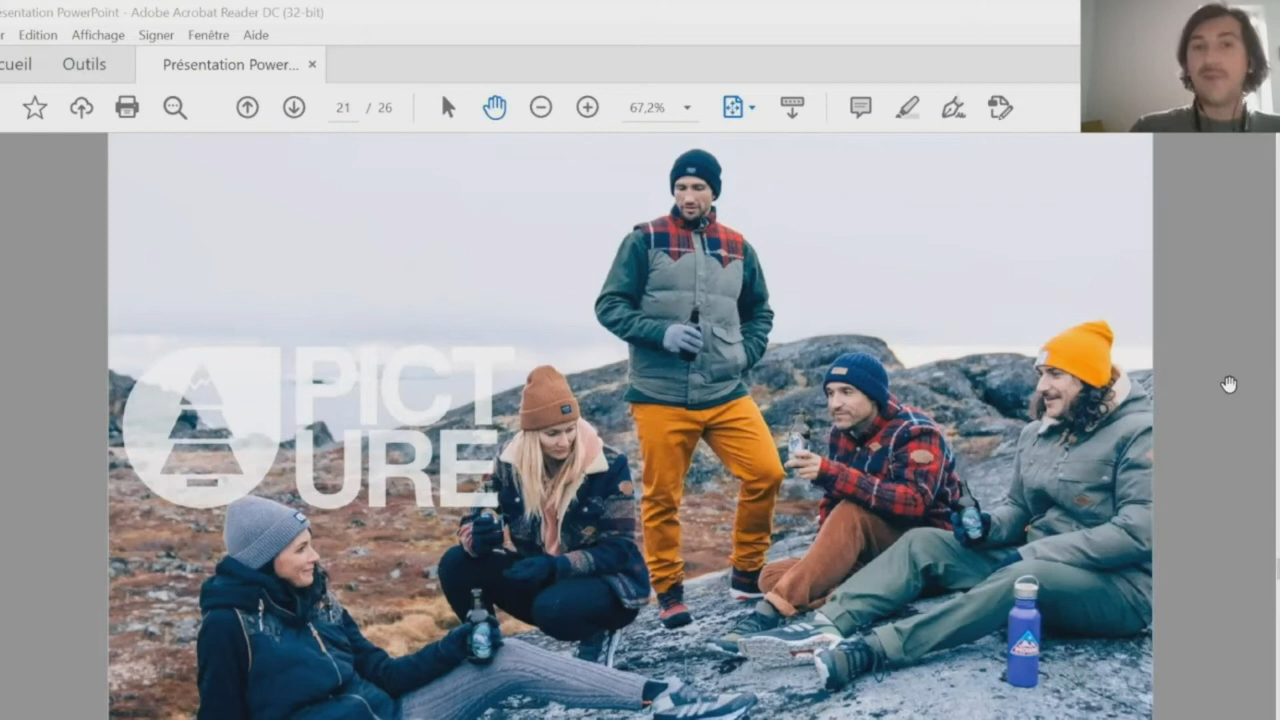 ésentation PowerPoint - Adobe Acrobat Reader DC (32-bit)
r Edition Affichage Signer Fenêtre Aide
cueil Outils Présentation Power... ×
21 / 26 67,2%
PICT
URE